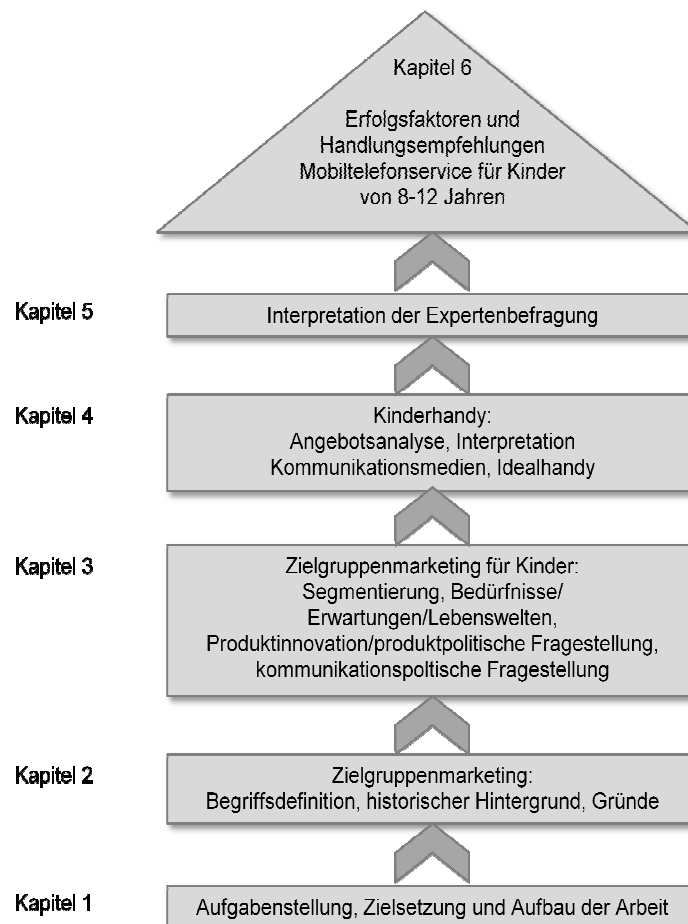 Kapitel 6
Erfolgsfaktoren und
Handlungsempfehlungen
Mobiltelefonservice für Kinder
von 8-12 Jahren
Kapitel 5
Interpretation der Expertenbefragung
Kapitel 4
Kinderhandy:
Angebotsanalyse, Interpretation
Kommunikationsmedien, Idealhandy
Kapitel 3
Zielgruppenmarketing für Kinder:
Segmentierung, Bedürfnisse/
Erwartungen/Lebenswelten,
Produktinnovation/produktpolitische Fragestellung,
kommunikationspoltische Fragestellung
Kapitel 2
Zielgruppenmarketing:
Begriffsdefinition, historischer Hintergrund, Gründe
Kapitel 1
Aufgabenstellung, Zielsetzung und Aufbau der Arbeit